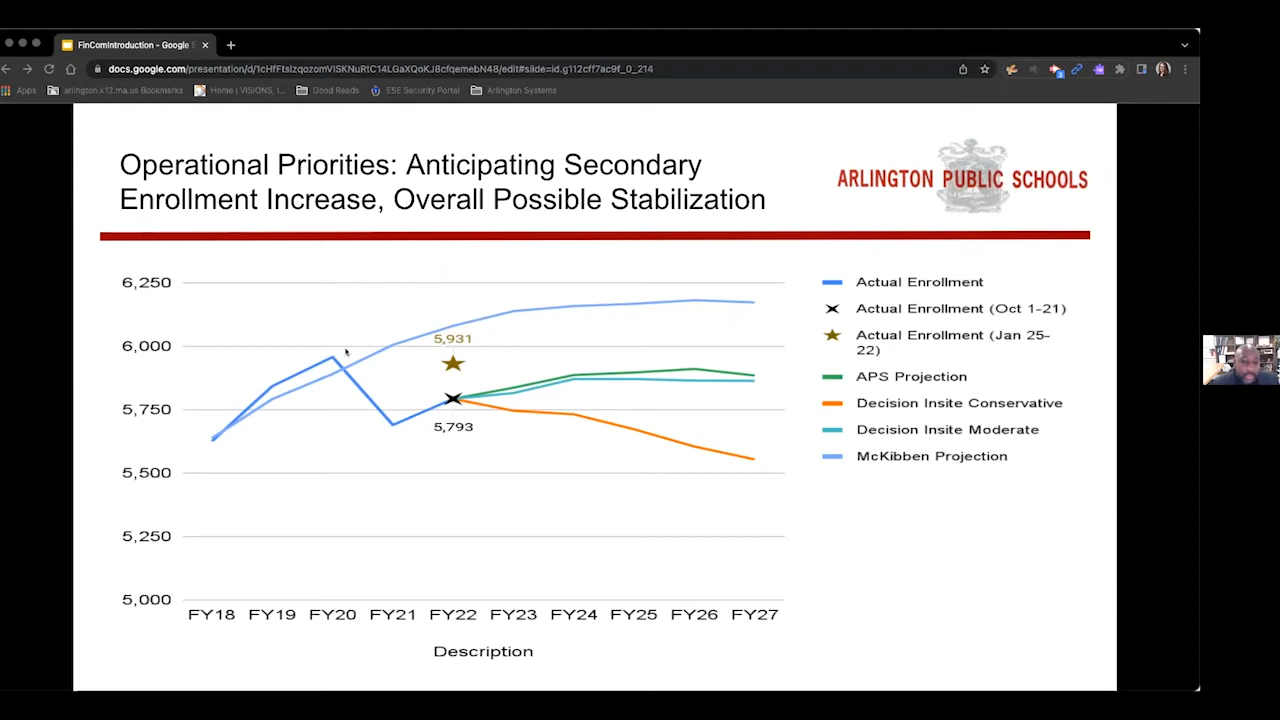 FinComIntroduction - Google S
docs.google.com/presentation/d/1cHfFtsIzqozomVISKNuRtC14LGaXQoKJ8cfqemebN48/edit#slide=id.g112cff7ac9f_0_214
Apps
arlington.k12.ma.us Bookmarks
Home | VISIONS, I...
Good Reads
ESE Security Portal
Arlington Systems
Operational Priorities: Anticipating Secondary
Enrollment Increase, Overall Possible Stabilization
ARLINGTON PUBLIC SCHOOLS
6,250
6,000
5,750
5,500
5,250
5,000
5,931
5,793
FY18 FY19 FY20 FY21 FY22 FY23 FY24 FY25 FY26 FY27
Description
Actual Enrollment
Actual Enrollment (Oct 1-21)
Actual Enrollment (Jan 25-
22)
APS Projection
Decision Insite Conservative
Decision Insite Moderate
McKibben Projection